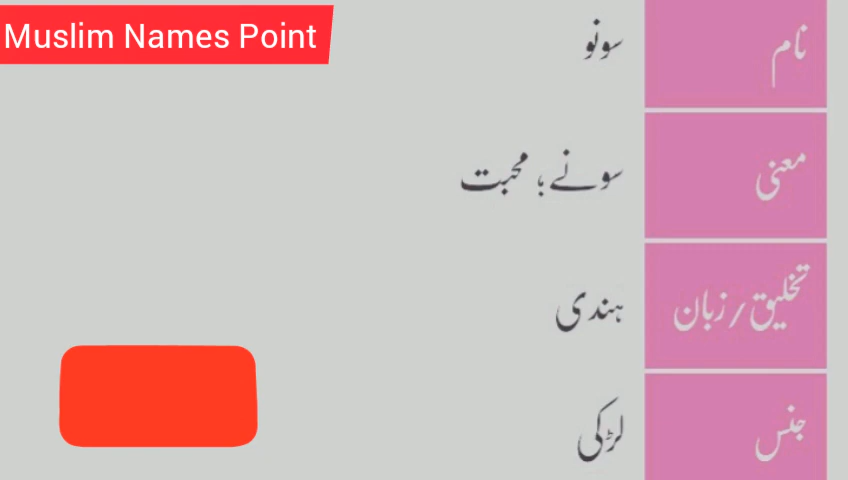 Muslim Names Point
نام سونو
معنی سونے، محبت
تخلیق / زبان ہندی
جنس لڑکی